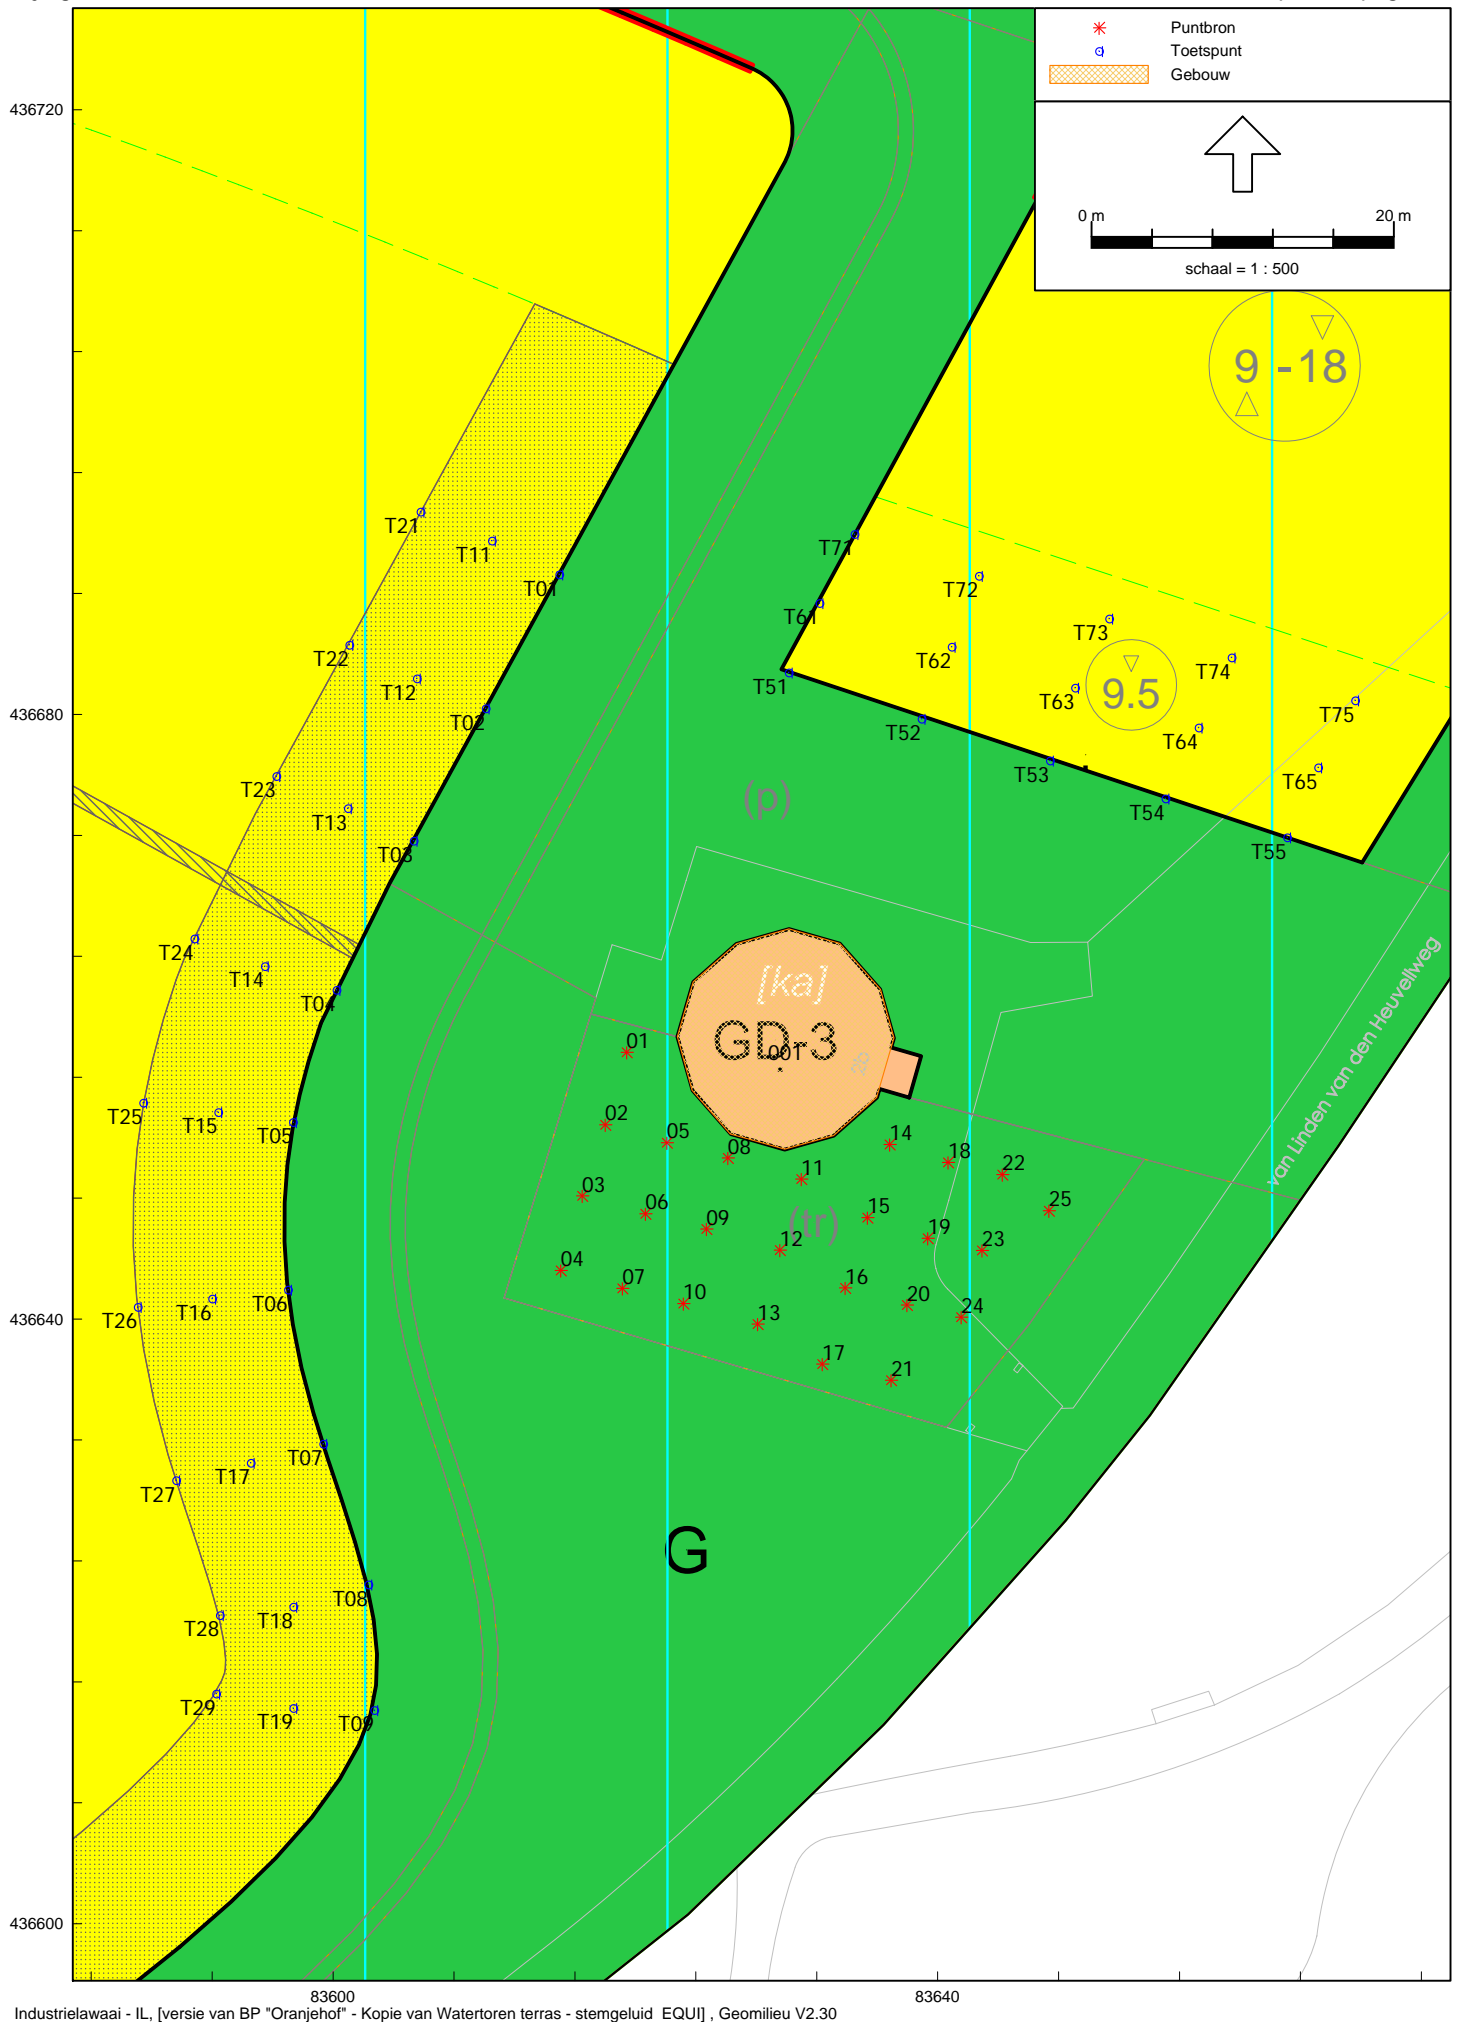 Puntbron
Toetspunt
Gebouw
0 m 20 m
schaal = 1 : 500
436720
9 - 18
T21
T11
T01
T71
T72
T61
T73
T22
T62
T74
T12
T51
T63
9.5
T75
436680
T02
T52
T64
T53
T65
T23
(p)
T54
T13
T03
T55
T24
T14
[ka]
T04
GD-3
001
zb
van Linden van den Heuvellweg
01
T25
T15
T05
02
05
08
14
18
22
11
03
06
09
(tr)
15
25
12
19
23
04
07
10
16
20
24
T26
T16
T06
13
436640
17
21
T07
T17
T27
G
T08
T18
T28
T29
T19
T09
436600
83600
83640
Industrielawaai - IL, [versie van BP "Oranjehof" - Kopie van Watertoren terras - stemgeluid EQUI] , Geomilieu V2.30